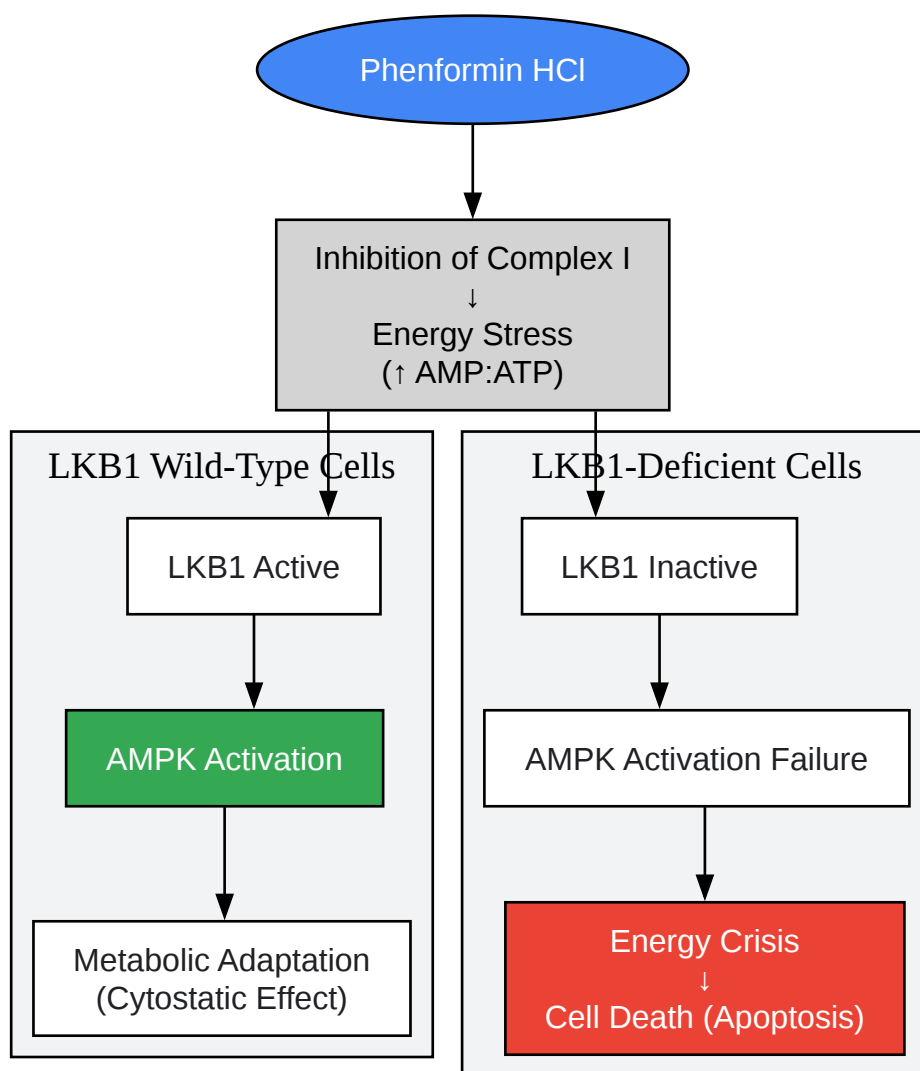 Phenformin HCl
Inhibition of Complex I
↓
Energy Stress
(↑ AMP:ATP)
LKB1 Wild-Type Cells
LKB1 Active
AMPK Activation
Metabolic Adaptation
(Cytostatic Effect)
LKB1-Deficient Cells
LKB1 Inactive
AMPK Activation Failure
Energy Crisis
↓
Cell Death (Apoptosis)